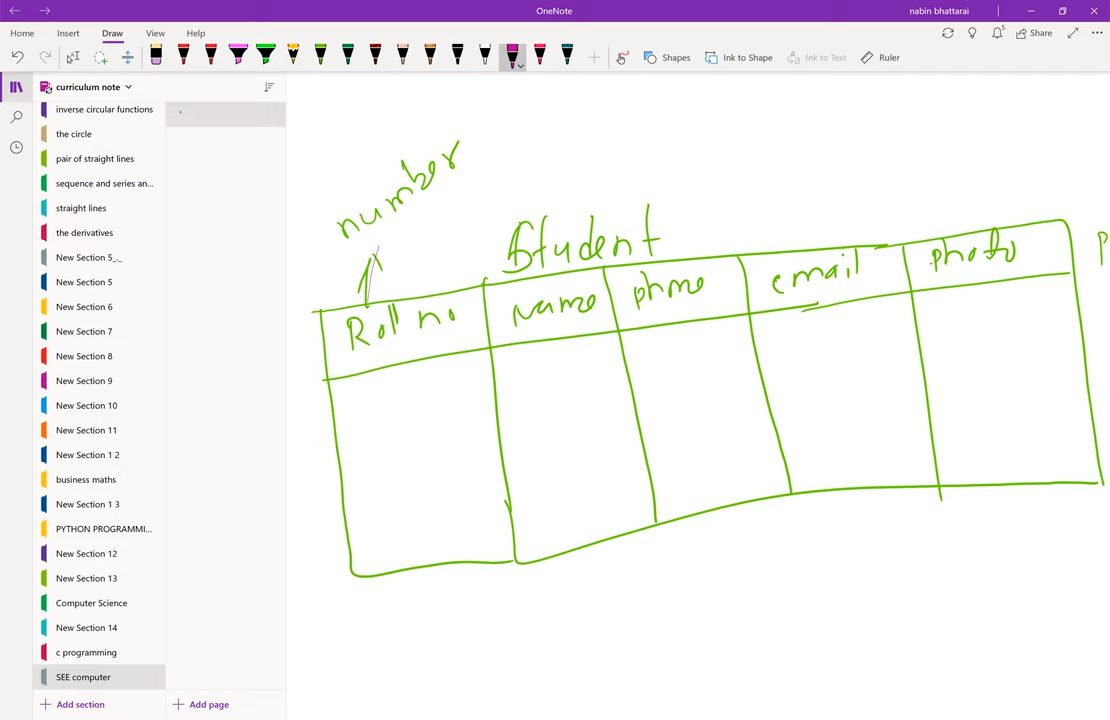 OneNote
nabin bhattarai
Home Insert Draw View Help
Share
Shapes Ink to Shape Ink to Text Ruler
curriculum note
inverse circular functions
the circle
pair of straight lines
sequence and series an...
straight lines
the derivatives
New Section 5_._
New Section 5
New Section 6
New Section 7
New Section 8
New Section 9
New Section 10
New Section 11
New Section 1 2
business maths
New Section 1 3
PYTHON PROGRAMMI...
New Section 12
New Section 13
Computer Science
New Section 14
c programming
SEE computer
Add section Add page
number
Student
Roll no name phone email photo